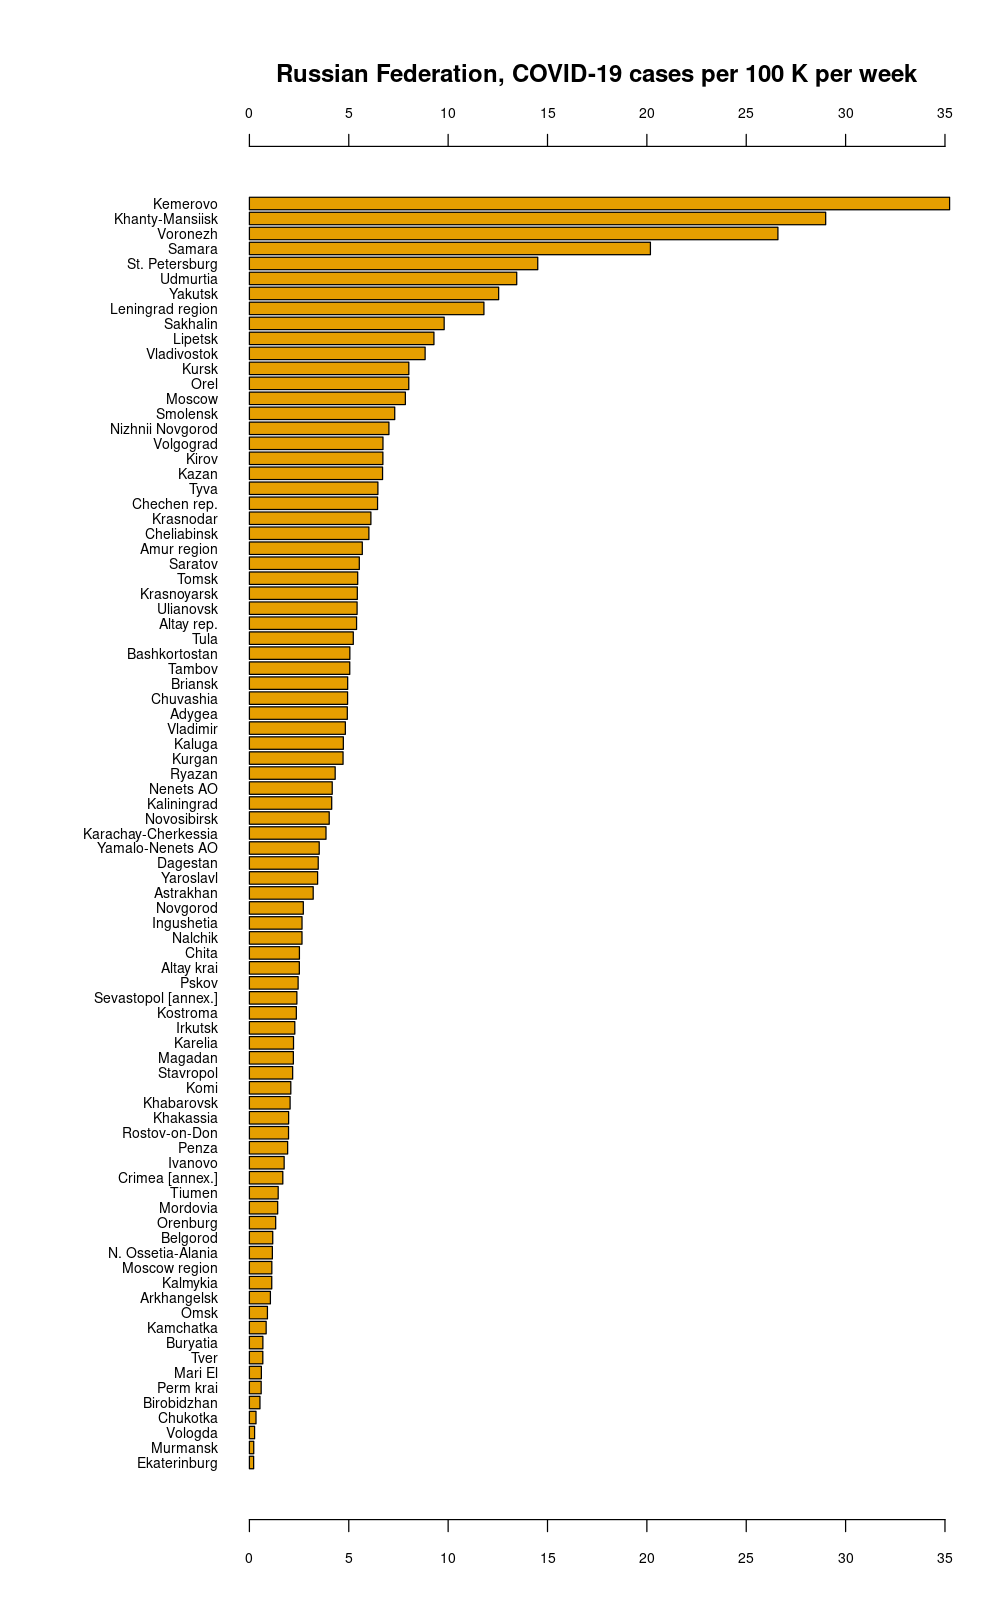 Russian Federation, COVID-19 cases per 100 K per week
0 5 10 15 20 25 30 35
Kemerovo
Khanty-Mansiisk
Voronezh
Samara
St. Petersburg
Udmurtia
Yakutsk
Leningrad region
Sakhalin
Lipetsk
Vladivostok
Kursk
Orel
Moscow
Smolensk
Nizhnii Novgorod
Volgograd
Kirov
Kazan
Tyva
Chechen rep.
Krasnodar
Cheliabinsk
Amur region
Saratov
Tomsk
Krasnoyarsk
Ulianovsk
Altay rep.
Tula
Bashkortostan
Tambov
Briansk
Chuvashia
Adygea
Vladimir
Kaluga
Kurgan
Ryazan
Nenets AO
Kaliningrad
Novosibirsk
Karachay-Cherkessia
Yamalo-Nenets AO
Dagestan
Yaroslavl
Astrakhan
Novgorod
Ingushetia
Nalchik
Chita
Altay krai
Pskov
Sevastopol [annex.]
Kostroma
Irkutsk
Karelia
Magadan
Stavropol
Komi
Khabarovsk
Khakassia
Rostov-on-Don
Penza
Ivanovo
Crimea [annex.]
Tiumen
Mordovia
Orenburg
Belgorod
N. Ossetia-Alania
Moscow region
Kalmykia
Arkhangelsk
Omsk
Kamchatka
Buryatia
Tver
Mari El
Perm krai
Birobidzhan
Chukotka
Vologda
Murmansk
Ekaterinburg
0 5 10 15 20 25 30 35